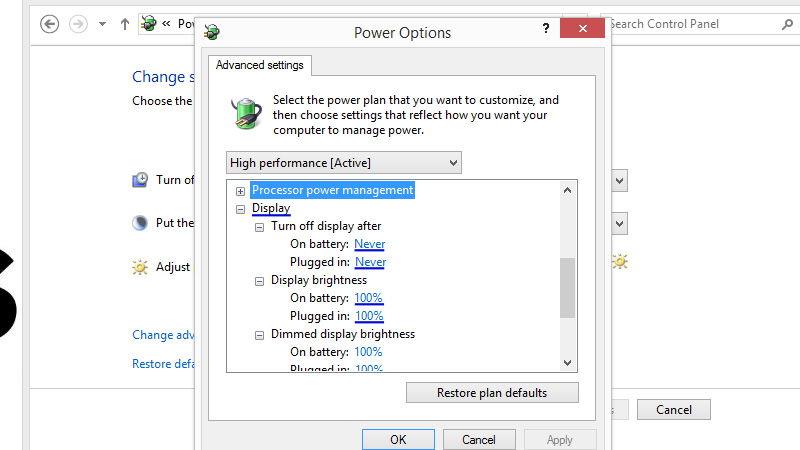 « Pow
Search Control Panel
Power Options
?
Advanced settings
Change s
Choose the
Select the power plan that you want to customize, and
then choose settings that reflect how you want your
computer to manage power.
High performance [Active]
Turn of
Processor power management
Display
Put the
Turn off display after
On battery: Never
Plugged in: Never
Adjust
Display brightness
On battery: 100%
Plugged in: 100%
Change adv
Dimmed display brightness
On battery: 100%
Restore defa
Plugged in: 100%
Restore plan defaults
Cancel
OK
Cancel
Apply